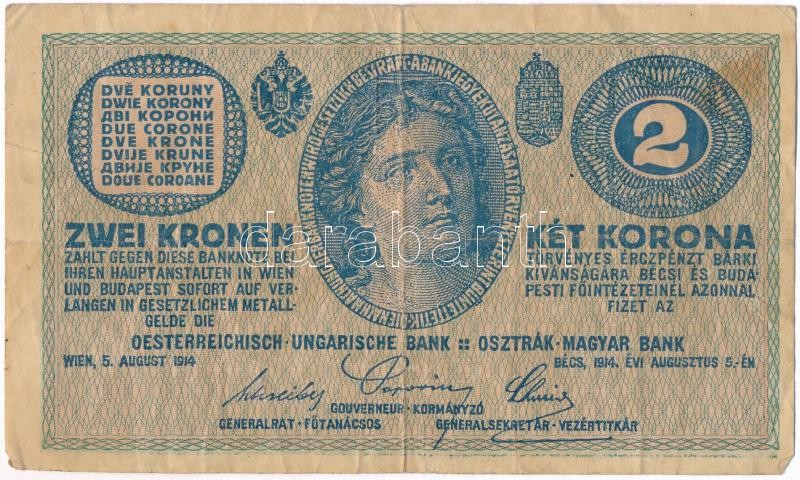 DVĚ KORUNY
DWIE KORONY
ДВІ КОРОНИ
DUE CORONE
DVE KRONE
DVIJE KRUNE
ДВИЈЕ КРУНЕ
DOUE COROANE
2
ZWEI KRONEN
ZAHLT GEGEN DIESE BANKNOTE BEI
IHREN HAUPTANSTALTEN IN WIEN
UND BUDAPEST SOFORT AUF VER-
LANGEN IN GESETZLICHEM METALL-
GELDE DIE
KÉT KORONA
TÖRVÉNYES ÉRCZPÉNZT BÁRKI
KIVÁNSÁGÁRA BÉCSI ÉS BUDA-
PESTI FŐINTÉZETEINÉL AZONNAL
FIZET AZ
OESTERREICHISCH-UNGARISCHE BANK :: OSZTRÁK-MAGYAR BANK
WIEN, 5. AUGUST 1914
BÉCS, 1914. ÉVI AUGUSZTUS 5.-ÉN
GOUVERNEUR-KORMÁNYZÓ
GENERALRAT-FŐTANÁCSOS
GENERALSEKRETÄR-VEZÉRTITKÁR
darabanth